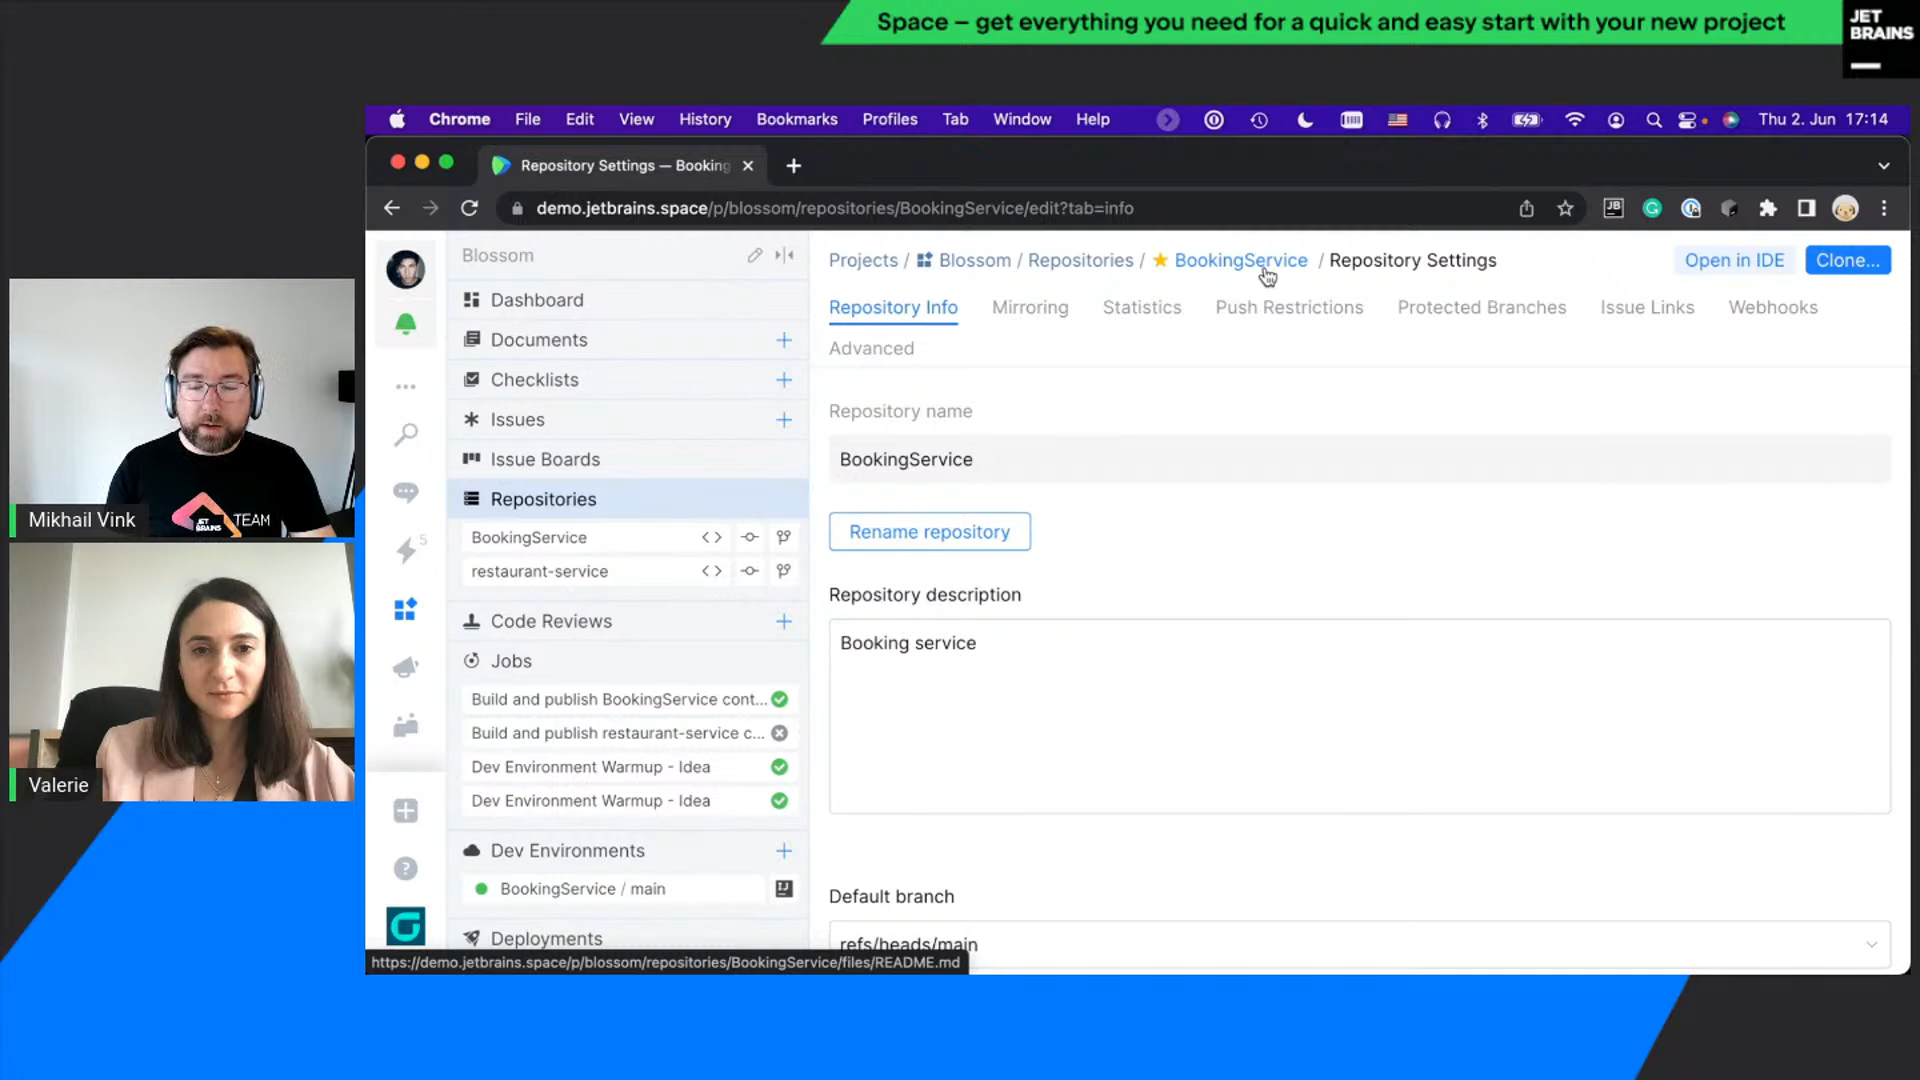 Space – get everything you need for a quick and easy start with your new project
JET
BRAINS
Chrome File Edit View History Bookmarks Profiles Tab Window Help Thu 2. Jun 17:14
Repository Settings — Booking
demo.jetbrains.space/p/blossom/repositories/BookingService/edit?tab=info
JB
Blossom
Dashboard
Documents
Checklists
Issues
Issue Boards
Repositories
BookingService
restaurant-service
5
Code Reviews
Jobs
Build and publish BookingService cont...
Build and publish restaurant-service c...
Dev Environment Warmup - Idea
Dev Environment Warmup - Idea
Dev Environments
BookingService / main
Deployments
https://demo.jetbrains.space/p/blossom/repositories/BookingService/files/README.md
Projects / Blossom / Repositories / BookingService / Repository Settings
Open in IDE
Clone...
Repository Info Mirroring Statistics Push Restrictions Protected Branches Issue Links Webhooks
Advanced
Repository name
BookingService
Rename repository
Repository description
Booking service
Default branch
refs/heads/main
JET
BRAINS
TEAM
Mikhail Vink
Valerie